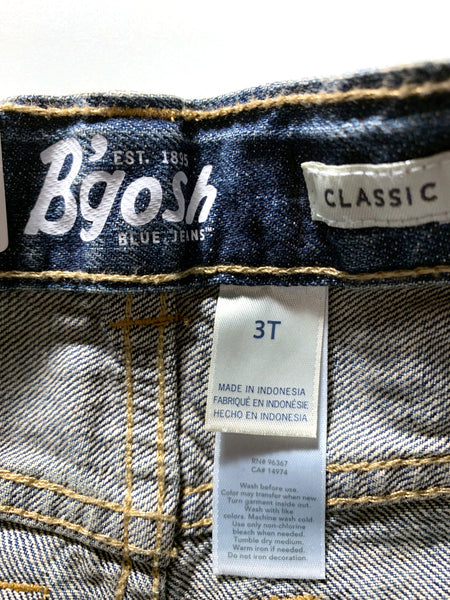 EST. 1895
B'gosh
BLUE JEINS™
CLASSIC
3T
MADE IN INDONESIA
FABRIQUÉ EN INDONÉSIE
HECHO EN INDONESIA
RN# 96367
CA# 14974
Wash before use.
Color may transfer when new.
Turn garment inside out.
Wash with like
colors. Machine wash cold.
Use only non-chlorine
bleach when needed.
Tumble dry medium.
Warm iron if needed.
Do not iron decoration.